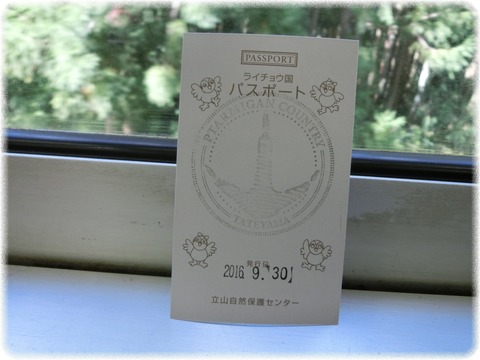 PASSPORT
ライチョウ国
パスポート
PTARMIGAN COUNTRY
TATEYAMA
発行日
2016. 9. 30
立山自然保護センター